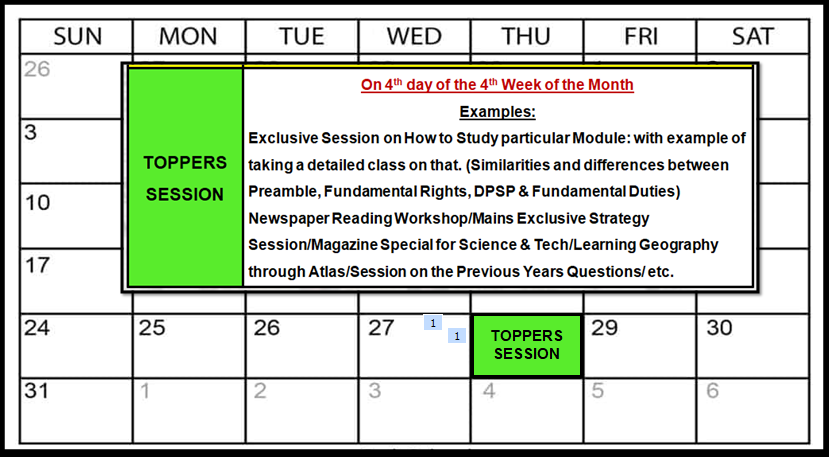 SUN MON TUE WED THU FRI SAT
26
On 4th day of the 4th Week of the Month
Examples:
3
Exclusive Session on How to Study particular Module: with example of
TOPPERS
SESSION
taking a detailed class on that. (Similarities and differences between
Preamble, Fundamental Rights, DPSP & Fundamental Duties)
10
Newspaper Reading Workshop/Mains Exclusive Strategy
Session/Magazine Special for Science & Tech/Learning Geography
17
through Atlas/Session on the Previous Years Questions/ etc.
24 25 26 27 1 1 TOPPERS
SESSION 29 30
31 1 2 3 4 5 6